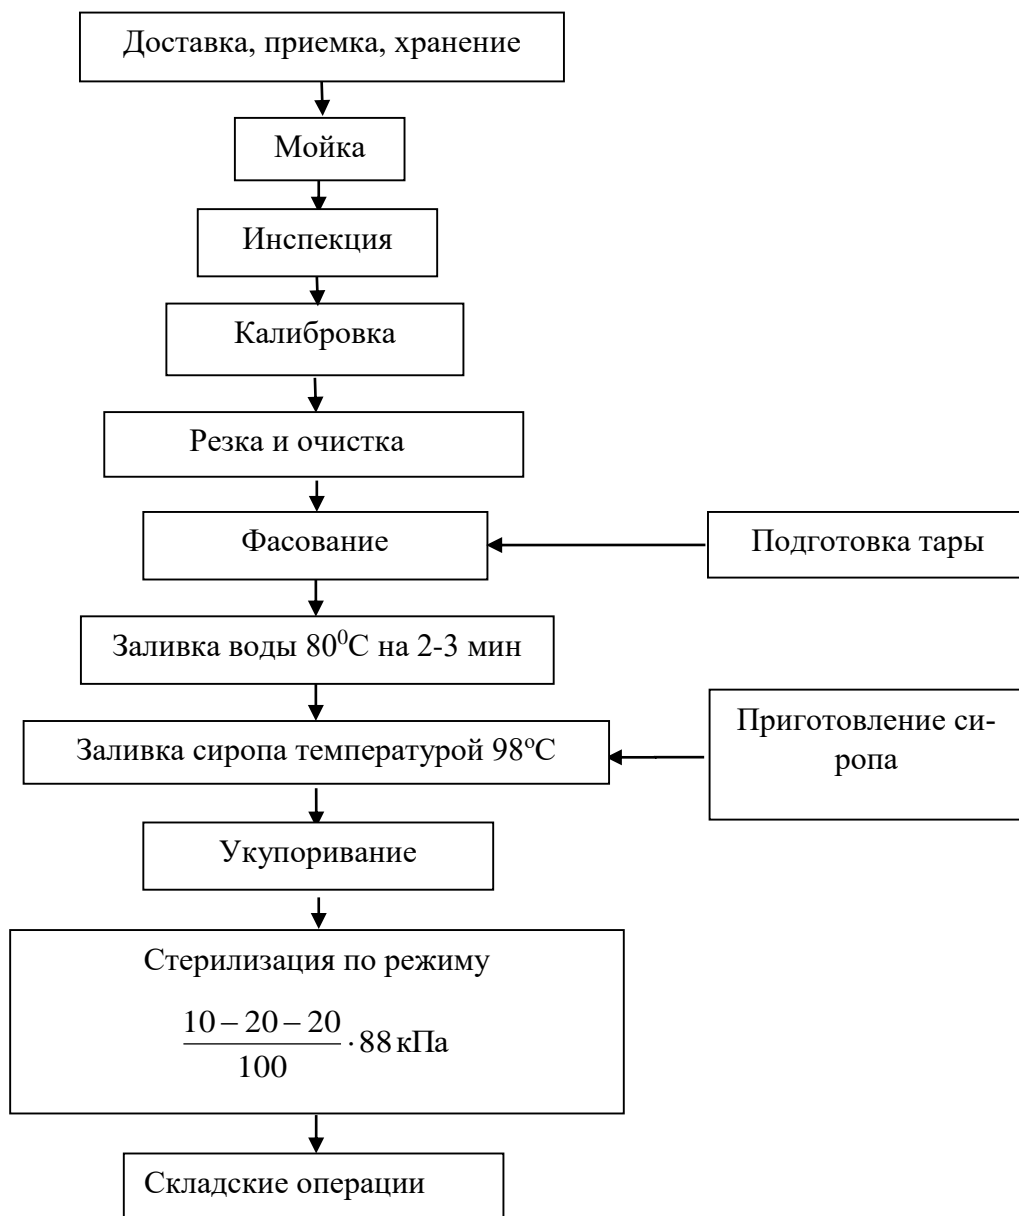 Доставка, приемка, хранение
Мойка
Инспекция
Калибровка
Резка и очистка
Фасование
Подготовка тары
Заливка воды 80⁰С на 2-3 мин
Заливка сиропа температурой 98ºС
Приготовление си-
ропа
Укупоривание
Стерилизация по режиму
10 – 20 – 20
100
· 88 кПа
Складские операции